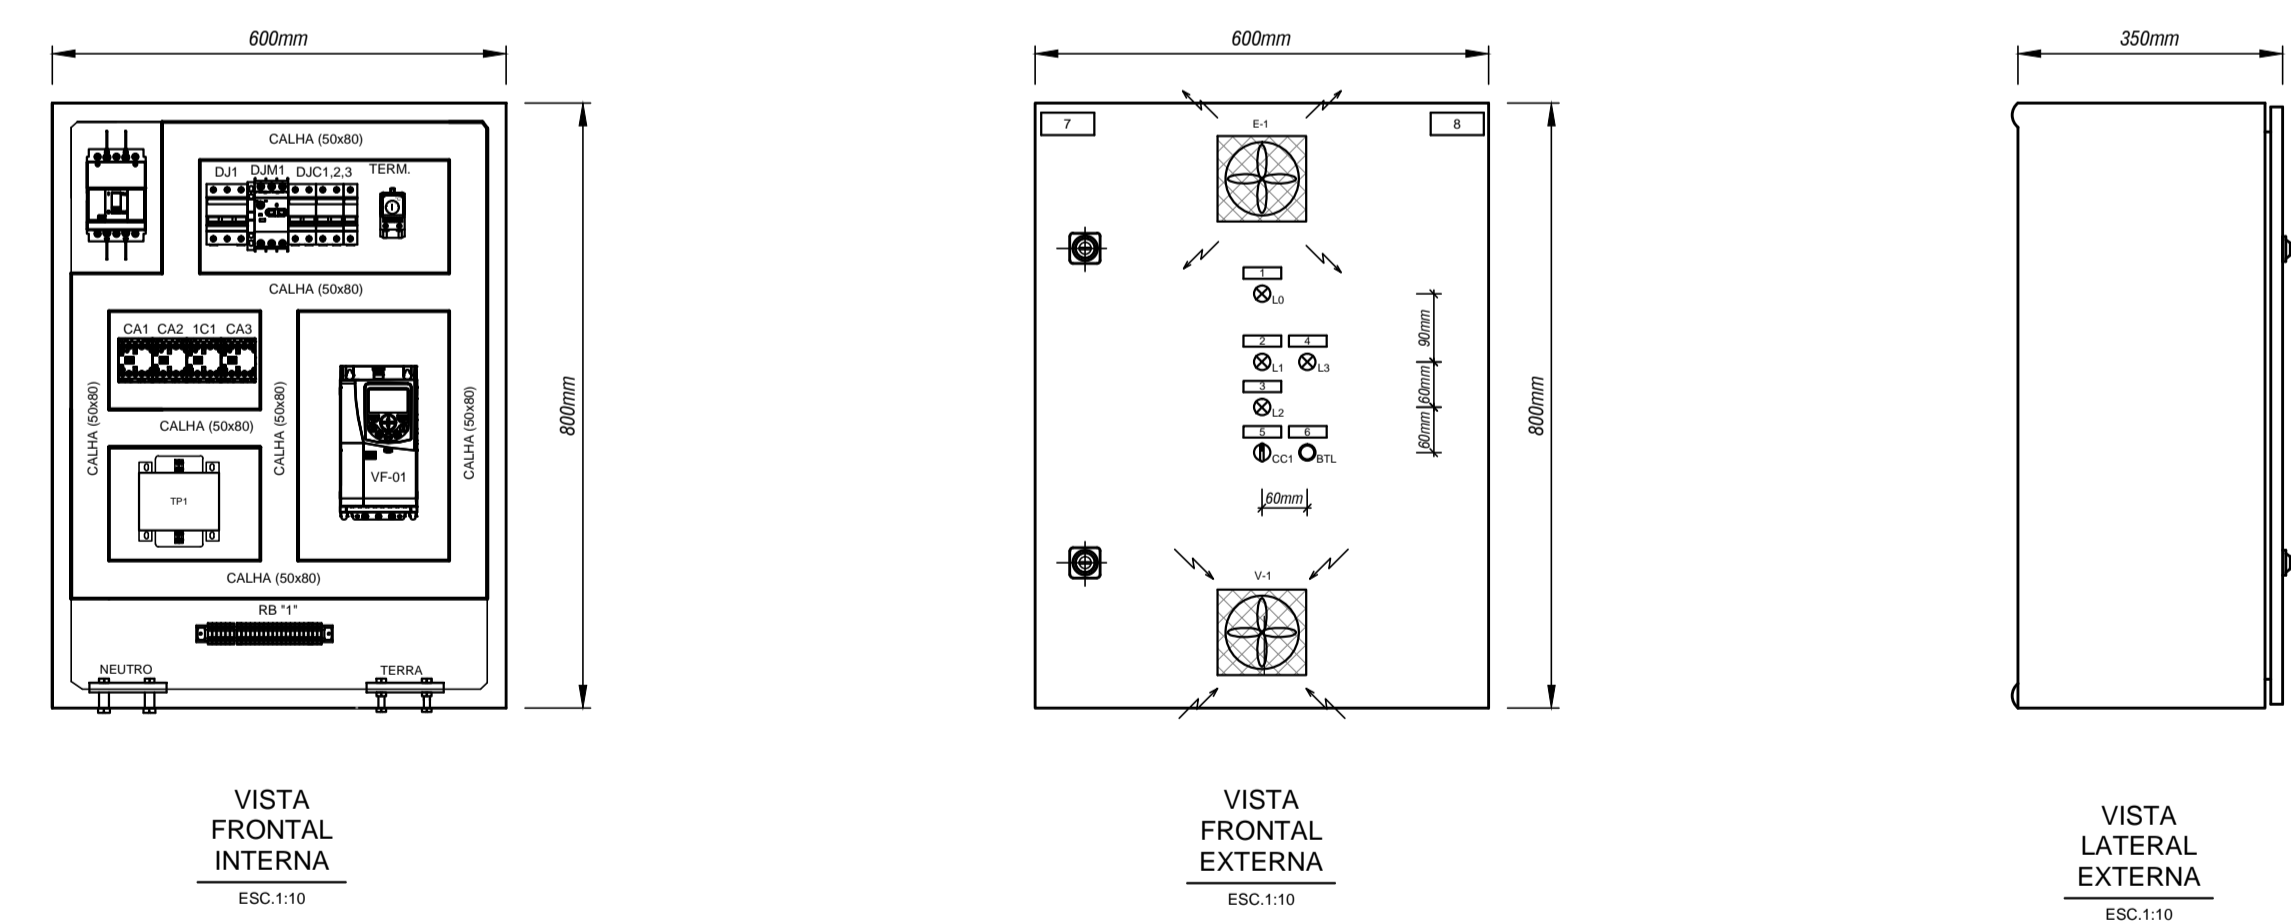 600mm
CALHA (50x80)
DJ1 DJM1 DJC1,2,3 TERM.
CALHA (50x80)
CA1 CA2 1C1 CA3
CALHA (50x80)
CALHA (50x80)
CALHA (50x80)
CALHA (50x80)
800mm
TP1
VF-01
CALHA (50x80)
RB "1"
NEUTRO
TERRA
VISTA
FRONTAL
INTERNA
ESC.1:10
600mm
7
E-1
8
1
L0
2 4
L1 L3
3
L2
5 6
CC1 BTL
90mm
60mm
60mm
60mm
800mm
V-1
VISTA
FRONTAL
EXTERNA
ESC.1:10
350mm
VISTA
LATERAL
EXTERNA
ESC.1:10